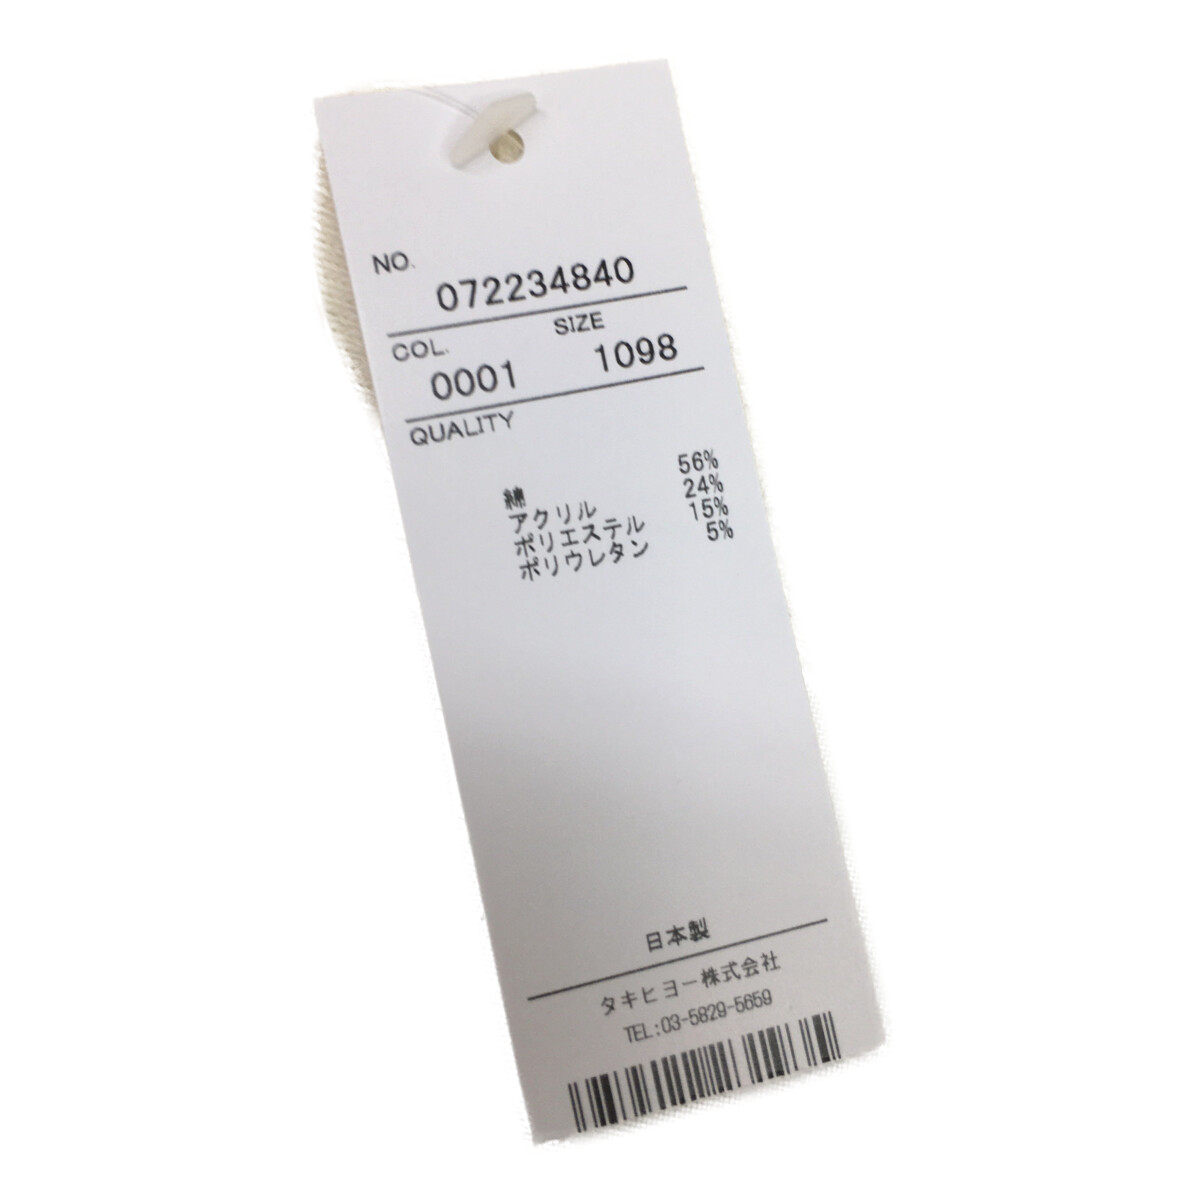 NO.
072234840
COL. SIZE
0001 1098
QUALITY
綿 56%
アクリル 24%
ポリエステル 15%
ポリウレタン 5%
日本製
タキヒヨー株式会社
TEL:03-5829-5659